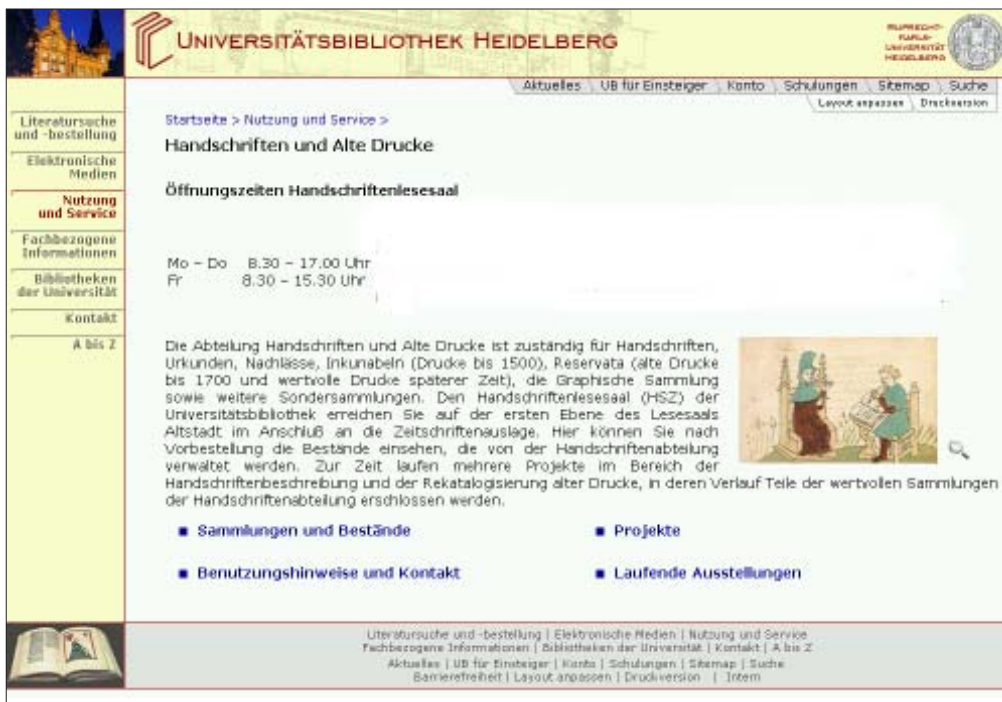 UNIVERSITÄTSBIBLIOTHEK HEIDELBERG
RUPRECHT-
KARLS-
UNIVERSITÄT
HEIDELBERG
Aktuelles \ UB für Einsteiger \ Konto \ Schulungen \ Sitemap \ Suche
Layout anpassen \ Druckversion
Literatursuche
und -bestellung
Elektronische
Medien
Nutzung
und Service
Fachbezogene
Informationen
Bibliotheken
der Universität
Kontakt
A bis Z
Startseite > Nutzung und Service >
Handschriften und Alte Drucke
Öffnungszeiten Handschriftenlesesaal
Mo – Do 8.30 – 17.00 Uhr
Fr 8.30 – 15.30 Uhr
Die Abteilung Handschriften und Alte Drucke ist zuständig für Handschriften,
Urkunden, Nachlässe, Inkunabeln (Drucke bis 1500), Reservata (alte Drucke
bis 1700 und wertvolle Drucke späterer Zeit), die Graphische Sammlung
sowie weitere Sondersammlungen. Den Handschriftenlesesaal (HSZ) der
Universitätsbibliothek erreichen Sie auf der ersten Ebene des Lesesaals
Altstadt im Anschluß an die Zeitschriftenauslage. Hier können Sie nach
Vorbestellung die Bestände einsehen, die von der Handschriftenabteilung
verwaltet werden. Zur Zeit laufen mehrere Projekte im Bereich der
Handschriftenbeschreibung und der Rekatalogisierung alter Drucke, in deren Verlauf Teile der wertvollen Sammlungen
der Handschriftenabteilung erschlossen werden.
Sammlungen und Bestände
Projekte
Benutzungshinweise und Kontakt
Laufende Ausstellungen
Literatursuche und -bestellung | Elektronische Medien | Nutzung und Service
Fachbezogene Informationen | Bibliotheken der Universität | Kontakt | A bis Z
Aktuelles | UB für Einsteiger | Konto | Schulungen | Sitemap | Suche
Barrierefreiheit | Layout anpassen | Druckversion | Intern